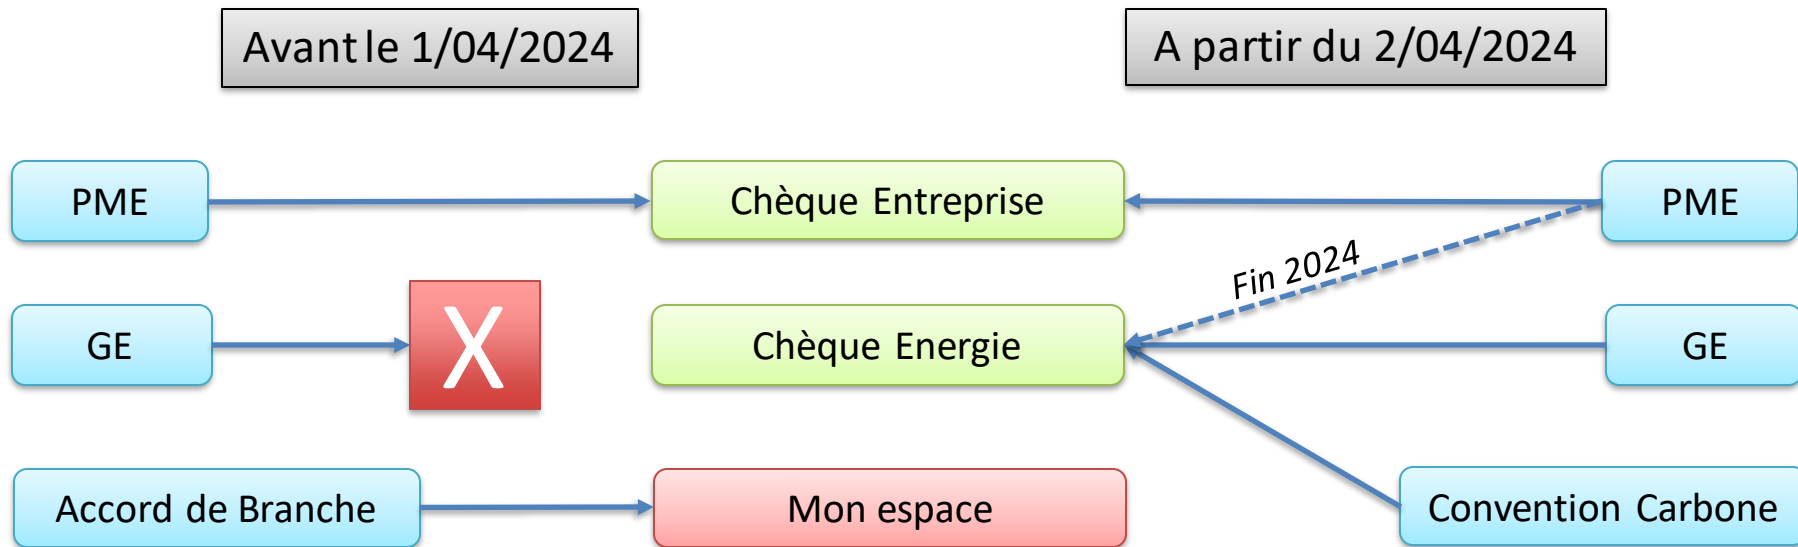 Avant le 1/04/2024
A partir du 2/04/2024
PME
Chèque Entreprise
PME
Fin 2024
GE
X
Chèque Energie
GE
Accord de Branche
Mon espace
Convention Carbone